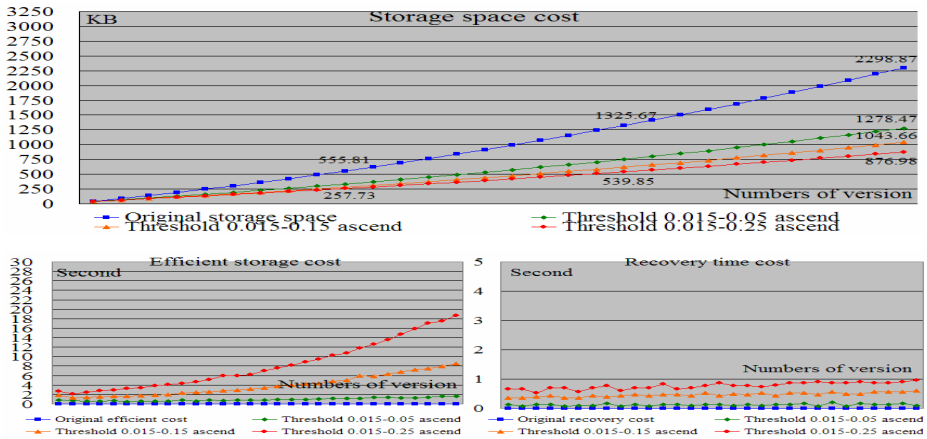 Storage space cost
KB
3250
3000
2750
2500
2250
2000
1750
1500
1250
1000
750
500
250
0
2298.87
1325.67
1278.47
1043.66
555.81
876.98
539.85
257.73
Numbers of version
Original storage space
Threshold 0.015-0.05 ascend
Threshold 0.015-0.15 ascend
Threshold 0.015-0.25 ascend
Efficient storage cost
Second
30
28
26
24
22
20
18
16
14
12
10
8
6
4
2
0
Numbers of version
Original efficient cost
Threshold 0.015-0.05 ascend
Threshold 0.015-0.15 ascend
Threshold 0.015-0.25 ascend
Recovery time cost
Second
5
4
3
2
1
0
Numbers of version
Original recovery cost
Threshold 0.015-0.05 ascend
Threshold 0.015-0.15 ascend
Threshold 0.015-0.25 ascend